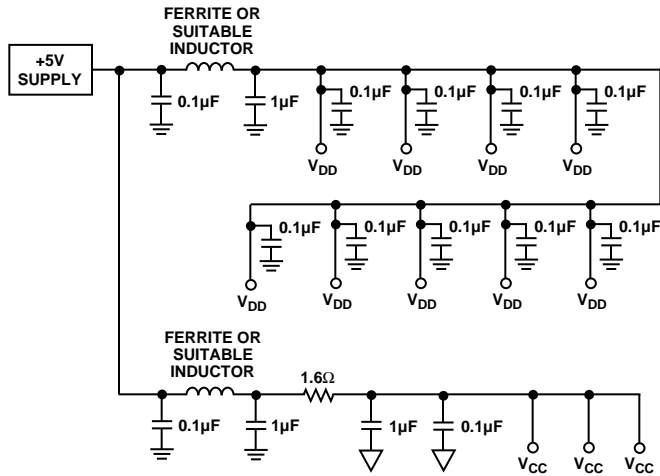 FERRITE OR
SUITABLE
INDUCTOR
+5V
SUPPLY
0.1µF
1µF
0.1µF
0.1µF
0.1µF
0.1µF
VDD
VDD
VDD
VDD
0.1µF
0.1µF
0.1µF
0.1µF
0.1µF
VDD
VDD
VDD
VDD
VDD
FERRITE OR
SUITABLE
INDUCTOR
1.6Ω
0.1µF
1µF
1µF
0.1µF
VCC
VCC
VCC